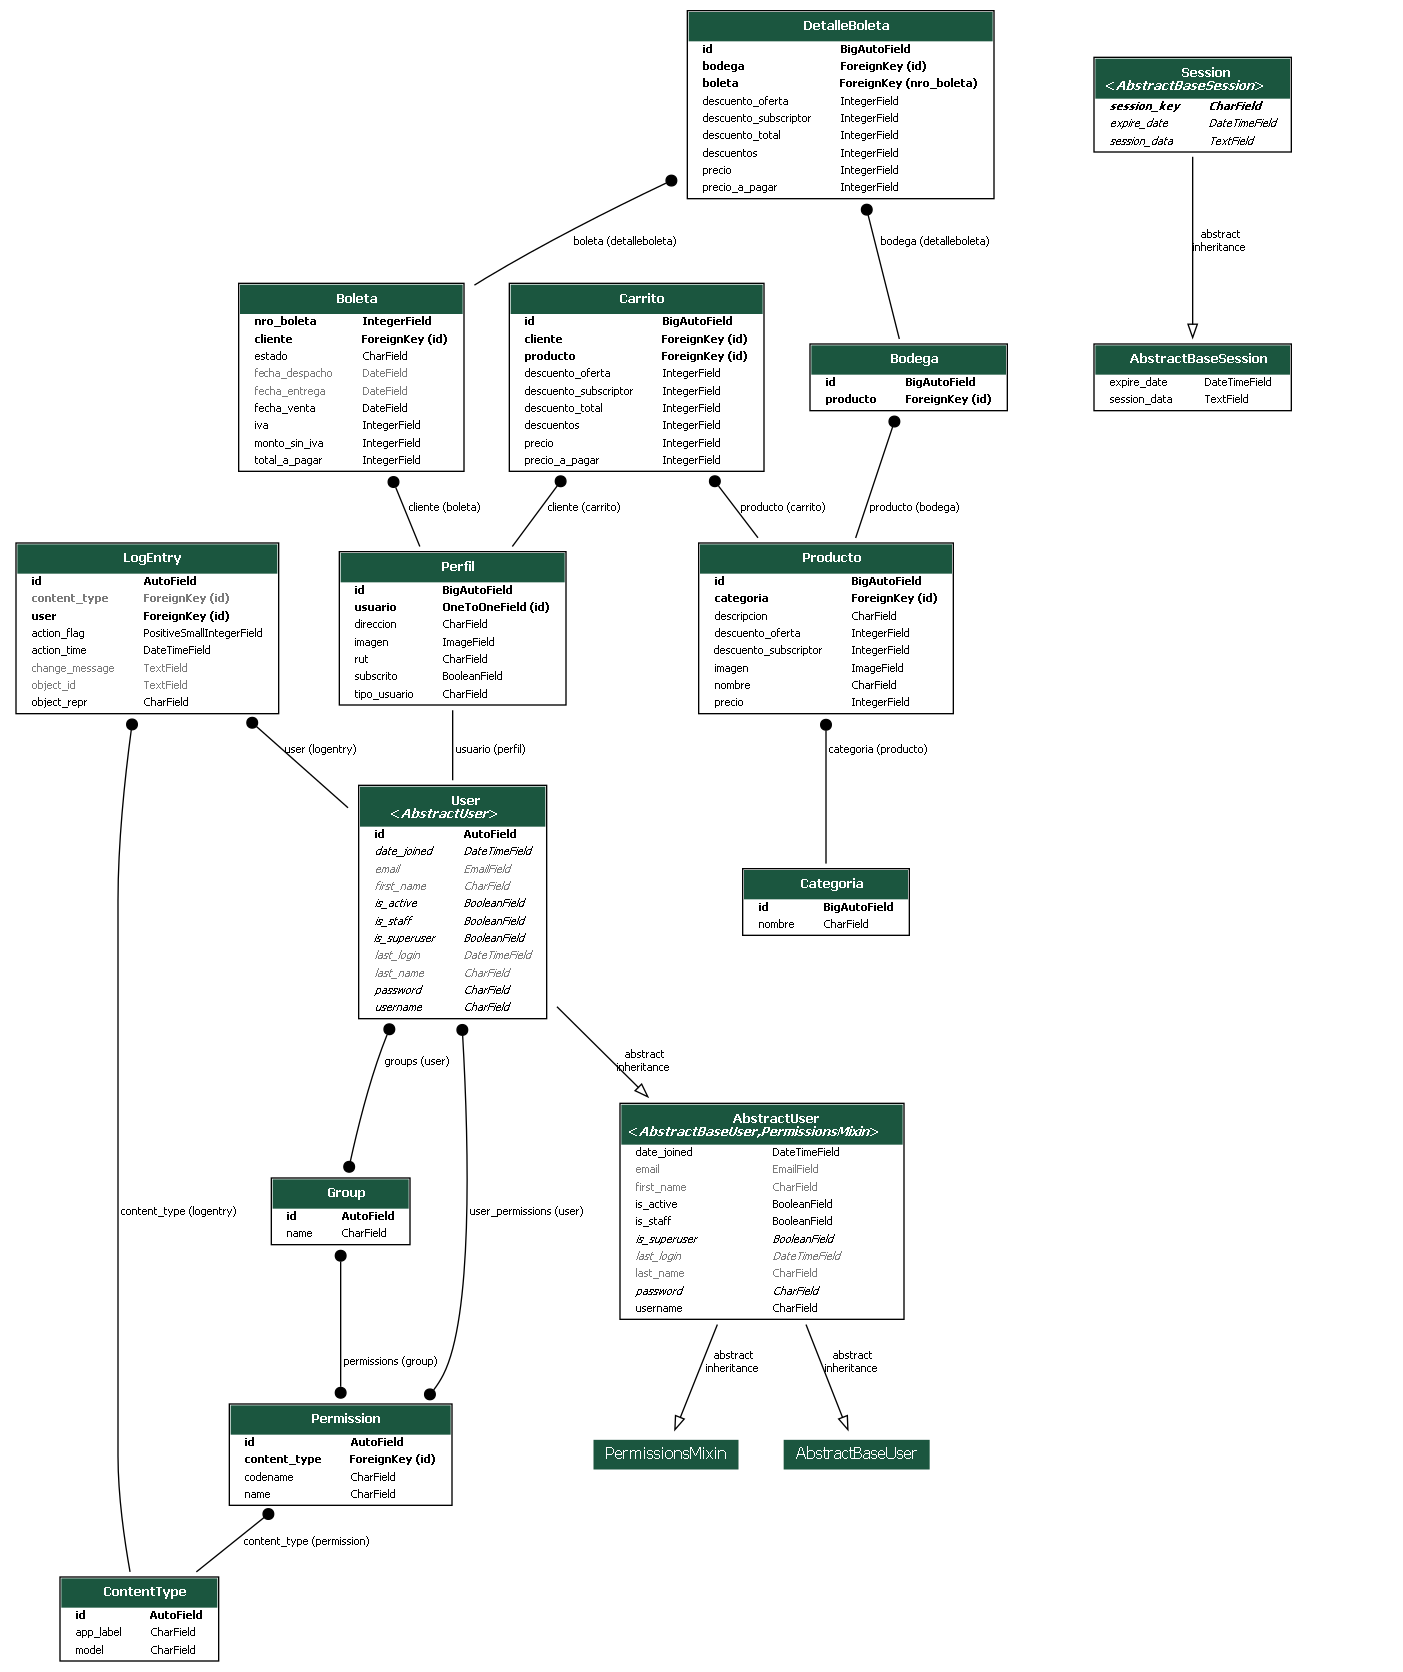 DetalleBoleta
id BigAutoField
bodega ForeignKey (id)
boleta ForeignKey (nro_boleta)
descuento_oferta IntegerField
descuento_subscriptor IntegerField
descuento_total IntegerField
descuentos IntegerField
precio IntegerField
precio_a_pagar IntegerField
Session
<AbstractBaseSession>
session_key CharField
expire_date DateTimeField
session_data TextField
boleta (detalleboleta)
bodega (detalleboleta)
abstract
inheritance
Boleta
nro_boleta IntegerField
cliente ForeignKey (id)
estado CharField
fecha_despacho DateField
fecha_entrega DateField
fecha_venta DateField
iva IntegerField
monto_sin_iva IntegerField
total_a_pagar IntegerField
Carrito
id BigAutoField
cliente ForeignKey (id)
producto ForeignKey (id)
descuento_oferta IntegerField
descuento_subscriptor IntegerField
descuento_total IntegerField
descuentos IntegerField
precio IntegerField
precio_a_pagar IntegerField
Bodega
id BigAutoField
producto ForeignKey (id)
AbstractBaseSession
expire_date DateTimeField
session_data TextField
cliente (boleta)
cliente (carrito)
producto (carrito)
producto (bodega)
LogEntry
id AutoField
content_type ForeignKey (id)
user ForeignKey (id)
action_flag PositiveSmallIntegerField
action_time DateTimeField
change_message TextField
object_id TextField
object_repr CharField
Perfil
id BigAutoField
usuario OneToOneField (id)
direccion CharField
imagen ImageField
rut CharField
subscrito BooleanField
tipo_usuario CharField
Producto
id BigAutoField
categoria ForeignKey (id)
descripcion CharField
descuento_oferta IntegerField
descuento_subscriptor IntegerField
imagen ImageField
nombre CharField
precio IntegerField
user (logentry)
usuario (perfil)
categoria (producto)
User
<AbstractUser>
id AutoField
date_joined DateTimeField
email EmailField
first_name CharField
is_active BooleanField
is_staff BooleanField
is_superuser BooleanField
last_login DateTimeField
last_name CharField
password CharField
username CharField
Categoria
id BigAutoField
nombre CharField
groups (user)
abstract
inheritance
AbstractUser
<AbstractBaseUser,PermissionsMixin>
date_joined DateTimeField
email EmailField
first_name CharField
is_active BooleanField
is_staff BooleanField
is_superuser BooleanField
last_login DateTimeField
last_name CharField
password CharField
username CharField
Group
id AutoField
name CharField
content_type (logentry)
user_permissions (user)
permissions (group)
abstract
inheritance
abstract
inheritance
Permission
id AutoField
content_type ForeignKey (id)
codename CharField
name CharField
PermissionsMixin
AbstractBaseUser
content_type (permission)
ContentType
id AutoField
app_label CharField
model CharField